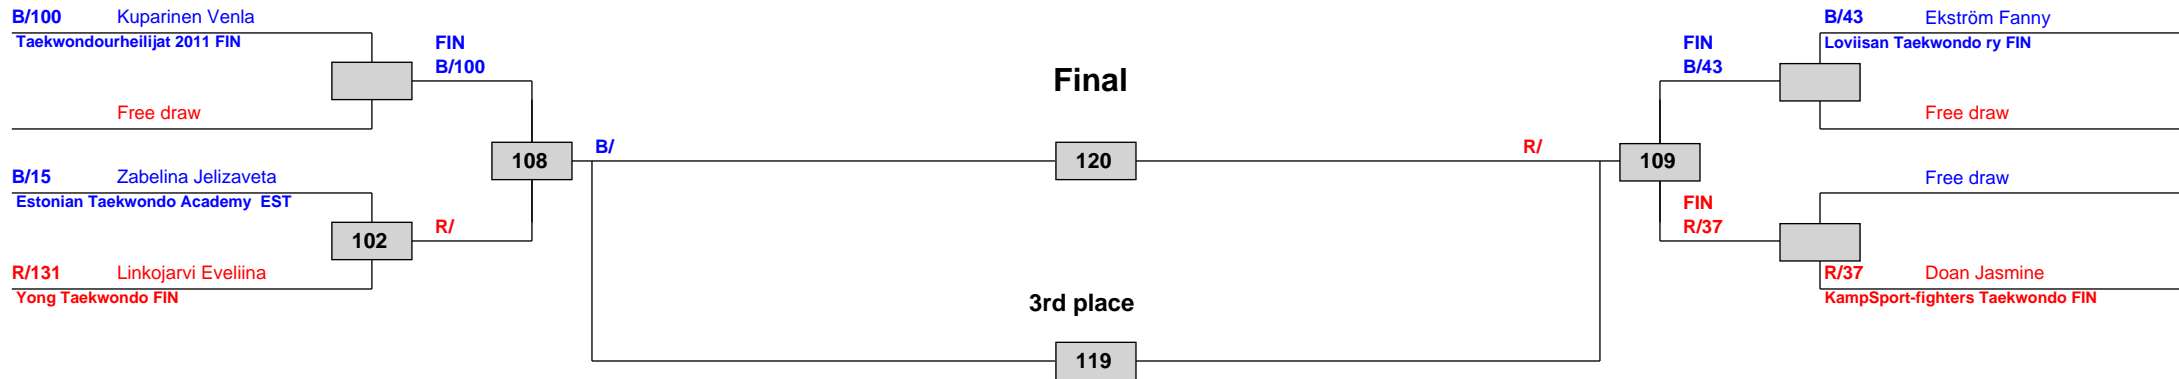 B/100 Kuparinen Venla
Taekwondourheilijat 2011 FIN
FIN
B/100
Free draw
108
B/
B/15 Zabelina Jelizaveta
Estonian Taekwondo Academy EST
102
R/
R/131 Linkojarvi Eveliina
Yong Taekwondo FIN
Final
120
3rd place
119
B/43 Ekström Fanny
Loviisan Taekwondo ry FIN
FIN
B/43
Free draw
R/
109
Free draw
FIN
R/37
R/37 Doan Jasmine
KampSport-fighters Taekwondo FIN